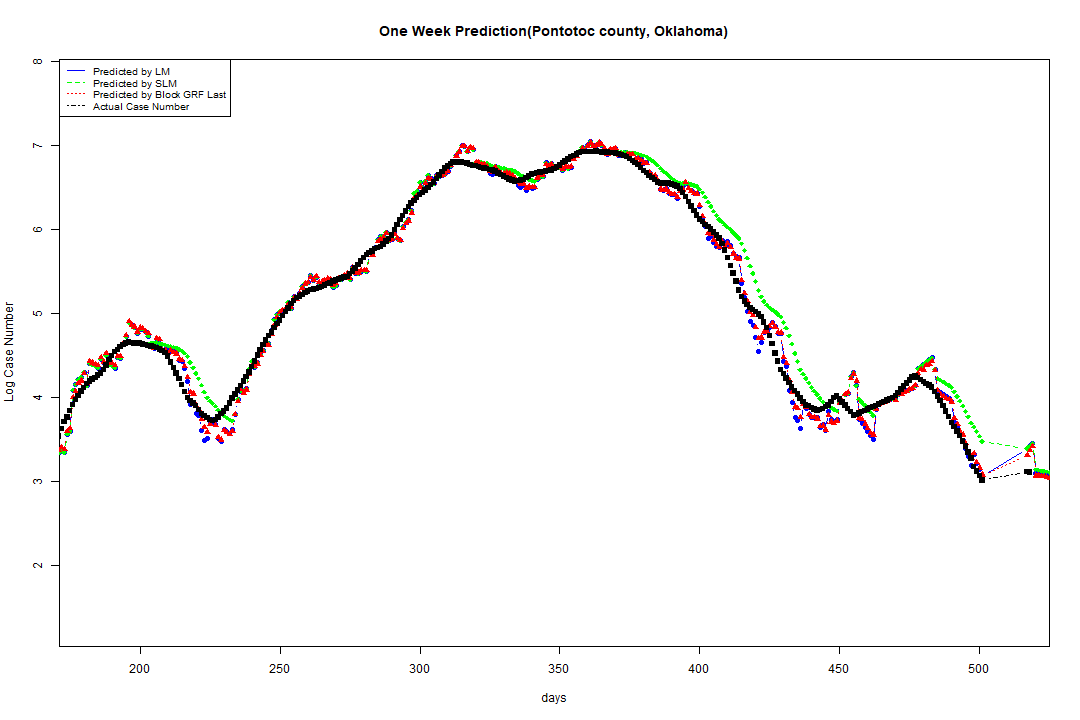 One Week Prediction(Pontotoc county, Oklahoma)
Predicted by LM
Predicted by SLM
Predicted by Block GRF Last
Actual Case Number
8
7
6
5
4
3
2
Log Case Number
200 250 300 350 400 450 500
days